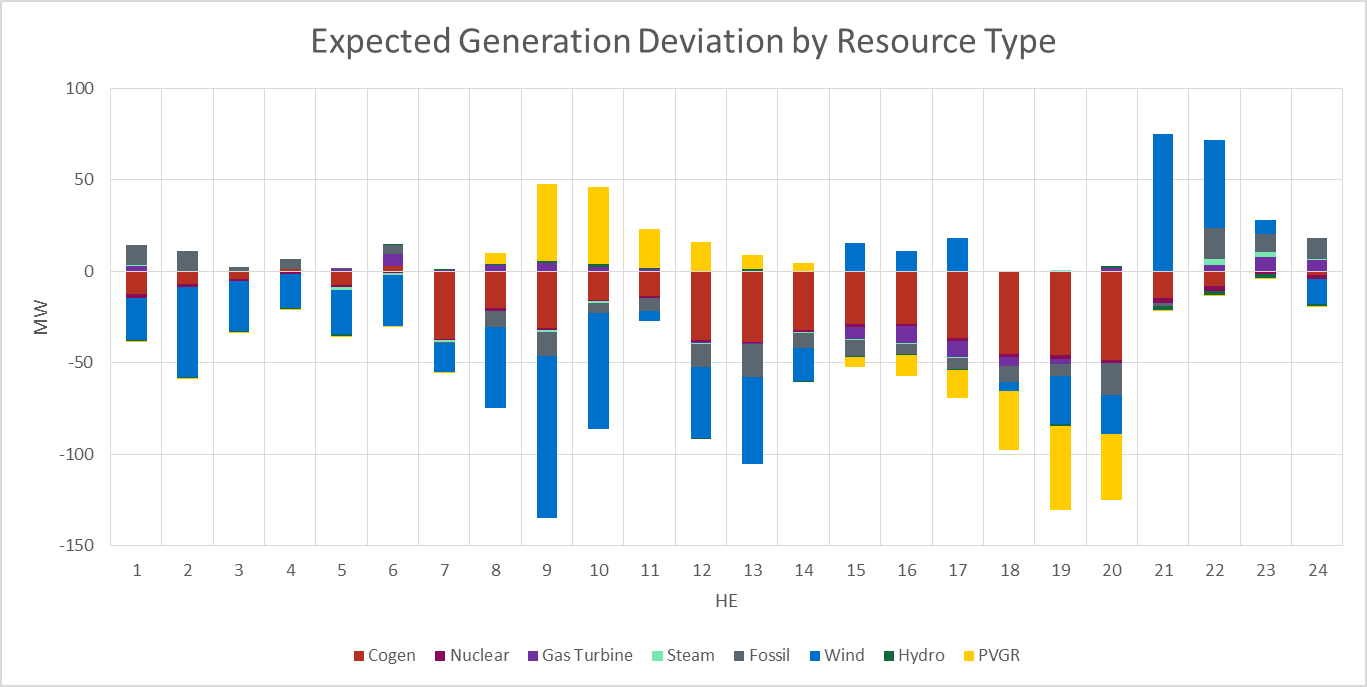 Expected Generation Deviation by Resource Type
100
50
0
-50
-100
-150
MW
1 2 3 4 5 6 7 8 9 10 11 12 13 14 15 16 17 18 19 20 21 22 23 24
HE
Cogen Nuclear Gas Turbine Steam Fossil Wind Hydro PVGR